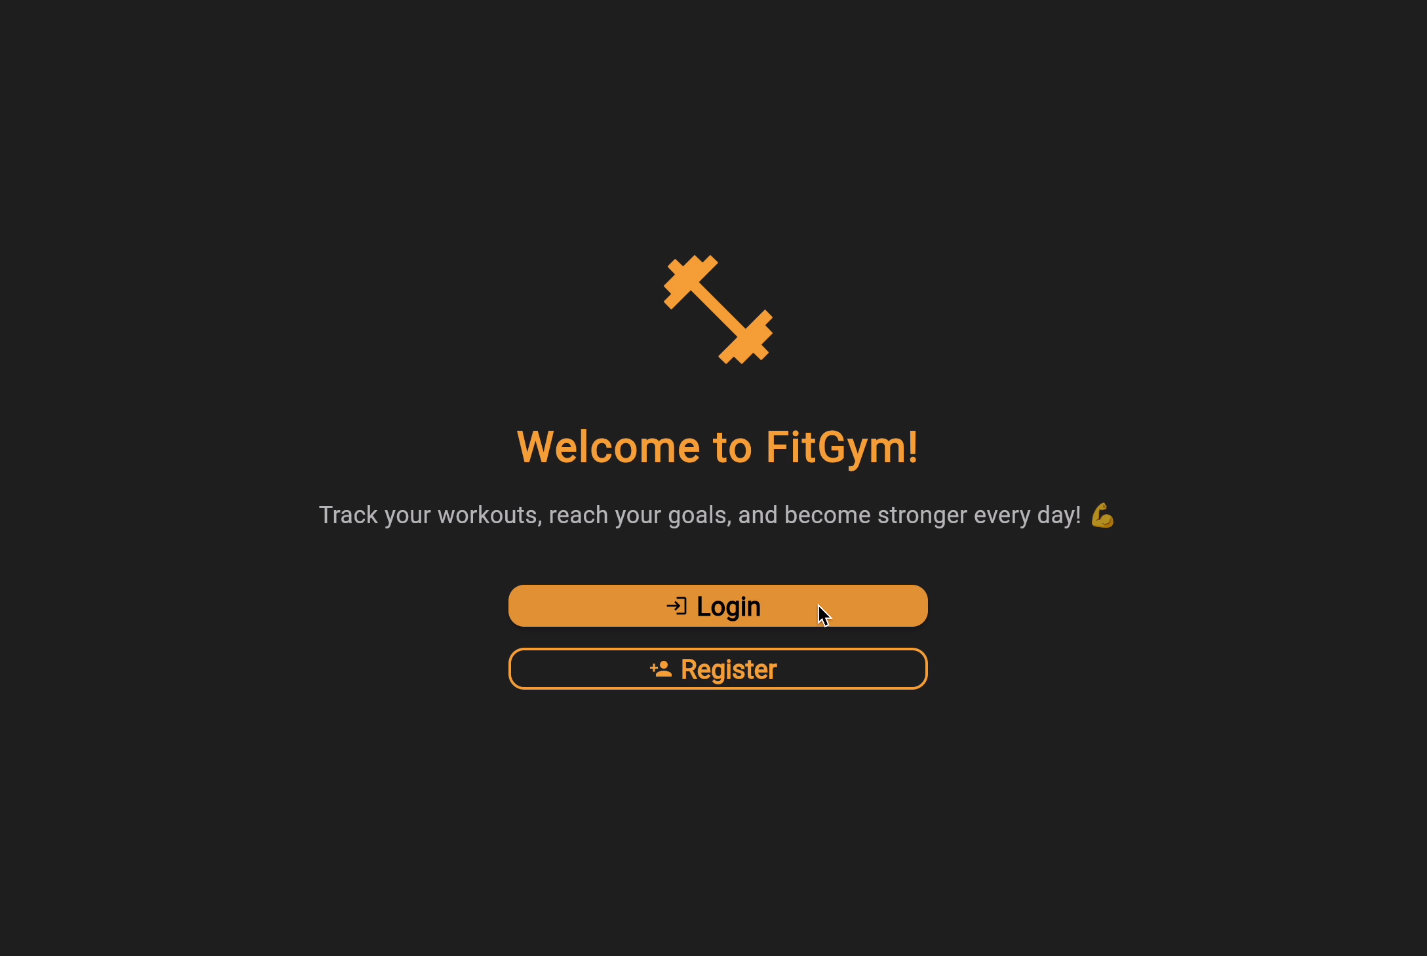 Welcome to FitGym!
Track your workouts, reach your goals, and become stronger every day! 💪
Login
Register